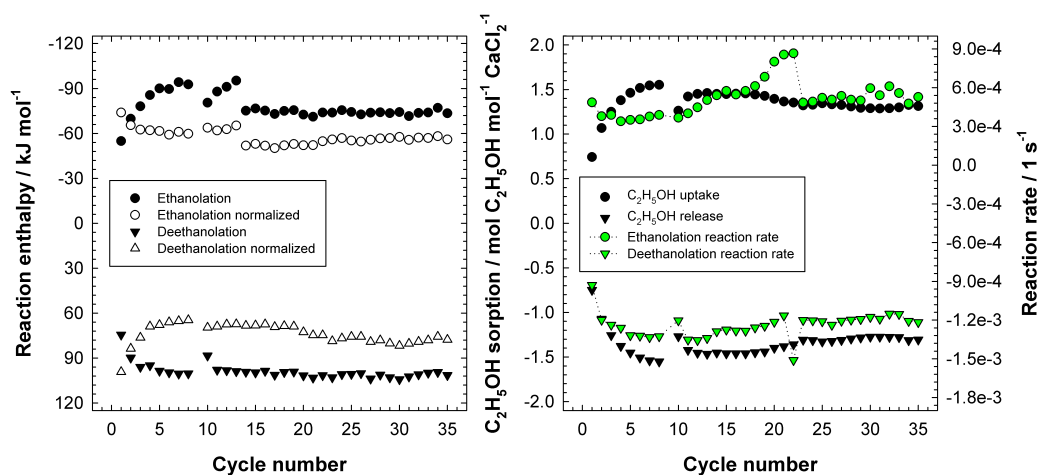 Reaction enthalpy / kJ mol⁻¹
-120
-90
-60
-30
0
30
60
90
120
Ethanolation
Ethanolation normalized
Deethanolation
Deethanolation normalized
0 5 10 15 20 25 30 35
Cycle number
C₂H₅OH sorption / mol C₂H₅OH mol⁻¹ CaCl₂⁻¹
2.0
1.5
1.0
0.5
0.0
-0.5
-1.0
-1.5
-2.0
C₂H₅OH uptake
C₂H₅OH release
Ethanolation reaction rate
Deethanolation reaction rate
0 5 10 15 20 25 30 35
Cycle number
9.0e-4
6.0e-4
3.0e-4
0.0
-3.0e-4
-6.0e-4
-9.0e-4
-1.2e-3
-1.5e-3
-1.8e-3
Reaction rate / 1 s⁻¹